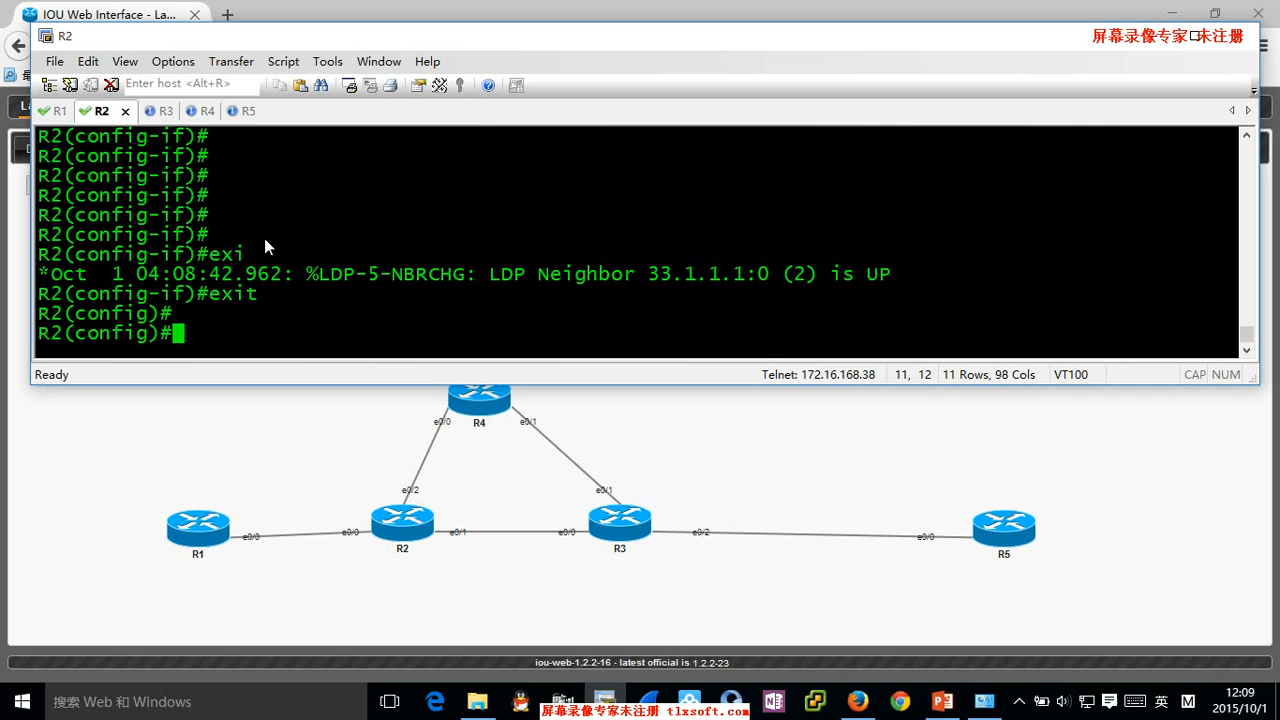 IOU Web Interface - La...
R2
屏幕录像专家 未注册
File Edit View Options Transfer Script Tools Window Help
Enter host <Alt+R>
R1 R2 R3 R4 R5
R2(config-if)#
R2(config-if)#
R2(config-if)#
R2(config-if)#
R2(config-if)#
R2(config-if)#
R2(config-if)#exi
*Oct  1 04:08:42.962: %LDP-5-NBRCHG: LDP Neighbor 33.1.1.1:0 (2) is UP
R2(config-if)#exit
R2(config)#
R2(config)#
Ready Telnet: 172.16.168.38 11, 12 11 Rows, 98 Cols VT100 CAP NUM
e0/0 R4 e0/1
e0/2 e0/1
e0/0 e0/0 e0/1 e0/0 e0/2 e0/0
R1 R2 R3 R5
iou-web-1.2.2-16 - latest official is 1.2.2-23
搜索 Web 和 Windows
英 M
12:09
2015/10/1
屏幕录像专家未注册 tlxsoft.com